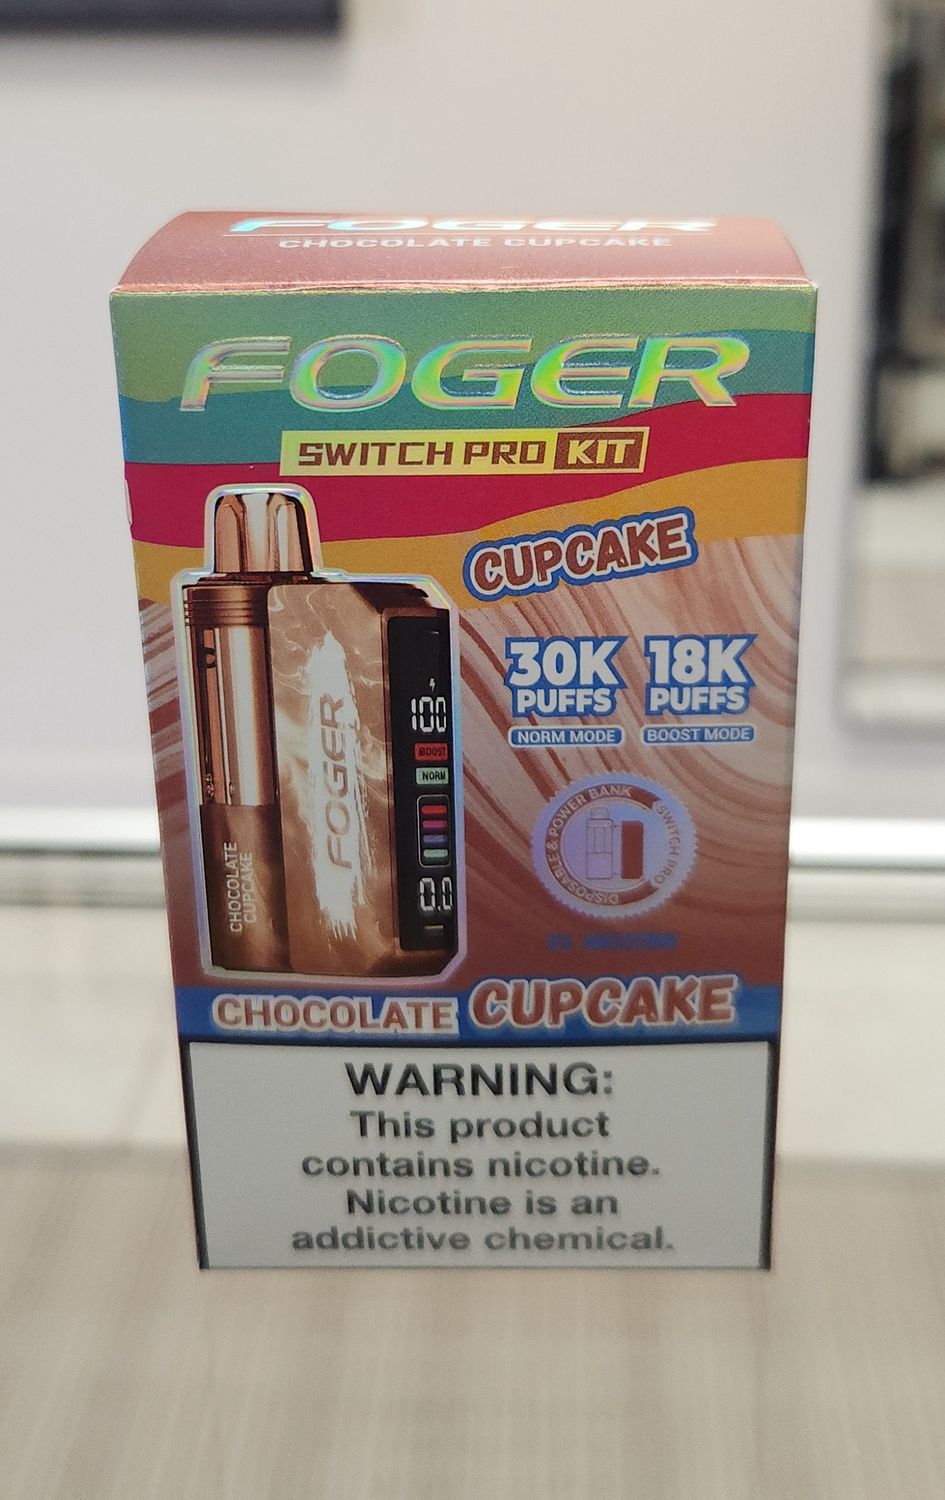 FOGER
CHOCOLATE CUPCAKE
FOGER
SWITCH PRO KIT
CUPCAKE
30K 18K
PUFFS PUFFS
NORM MODE BOOST MODE
100
BOOST
NORM
0.0
FOGER
CHOCOLATE
CUPCAKE
DISPOSABLE & POWER BANK
SWITCH PRO
CHOCOLATE CUPCAKE
WARNING:
This product
contains nicotine.
Nicotine is an
addictive chemical.